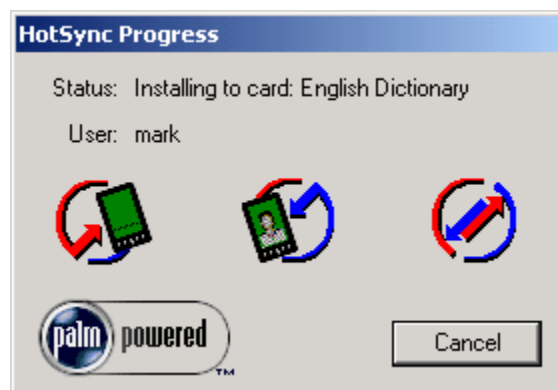 HotSync Progress
Status: Installing to card: English Dictionary
User: mark
palm powered ™
Cancel